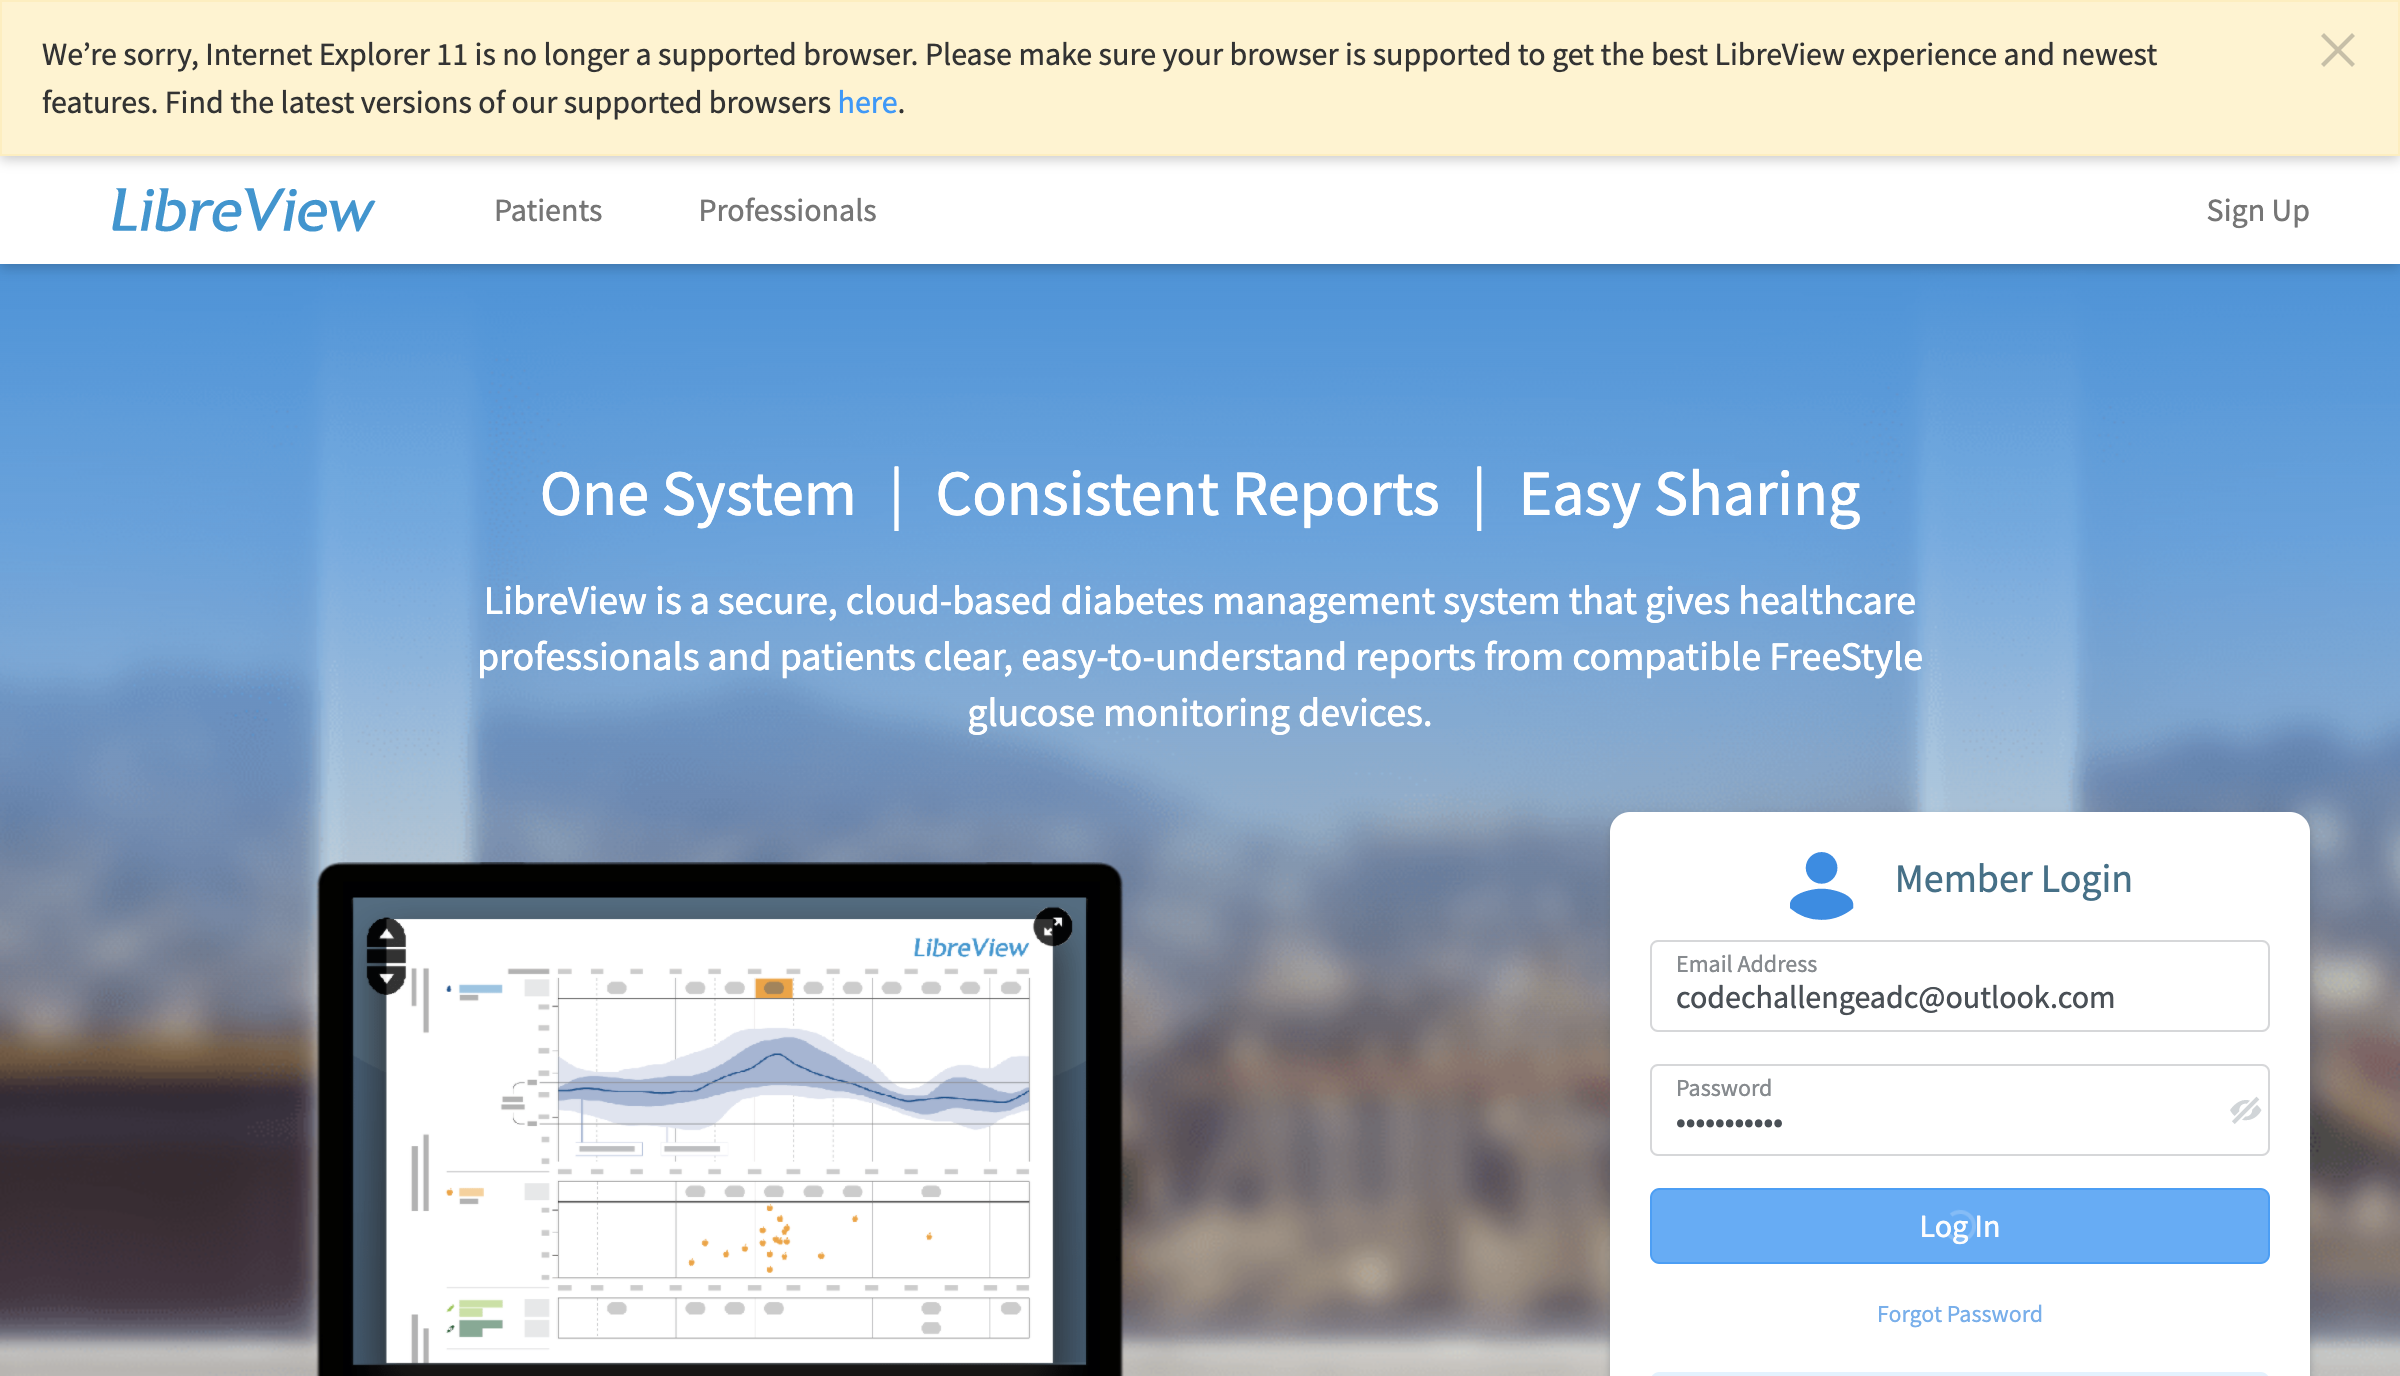 We’re sorry, Internet Explorer 11 is no longer a supported browser. Please make sure your browser is supported to get the best LibreView experience and newest
features. Find the latest versions of our supported browsers here.
LibreView
Patients
Professionals
Sign Up
One System | Consistent Reports | Easy Sharing
LibreView is a secure, cloud-based diabetes management system that gives healthcare
professionals and patients clear, easy-to-understand reports from compatible FreeStyle
glucose monitoring devices.
LibreView
Member Login
Email Address
codechallengeadc@outlook.com
Password
•••••••••••
Log In
Forgot Password